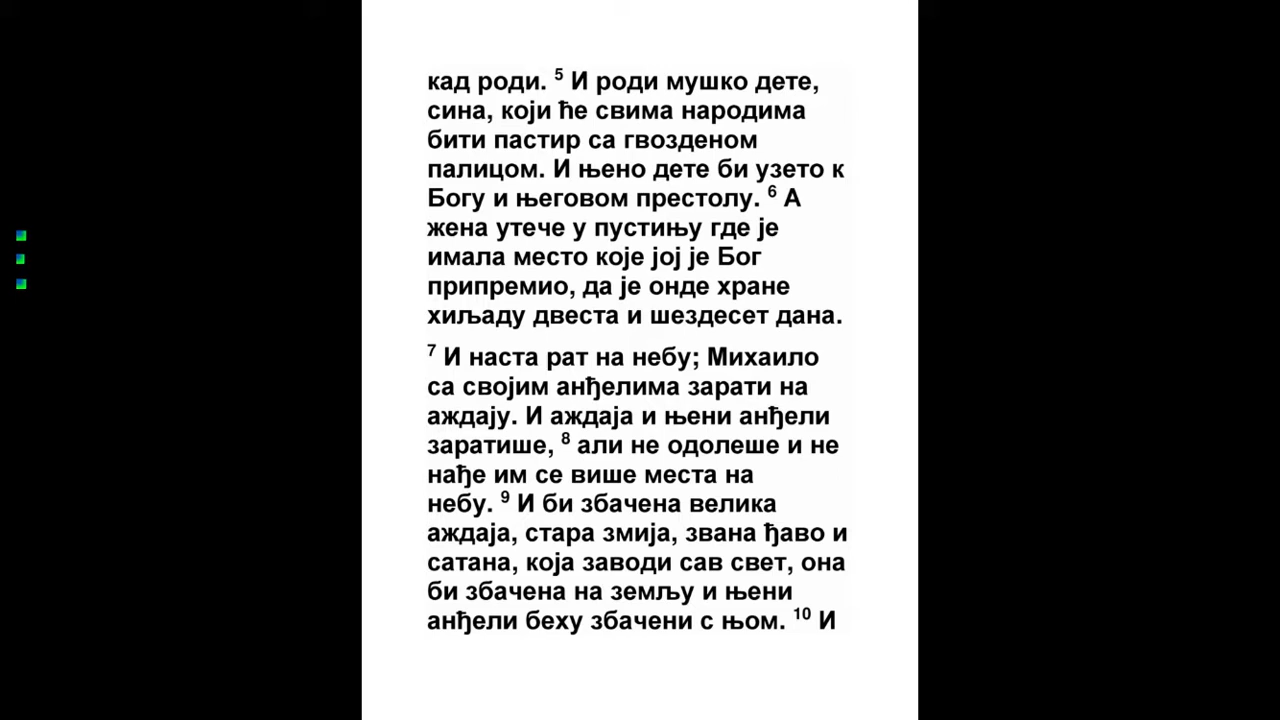 кад роди. 5 И роди мушко дете,
сина, који ће свима народима
бити пастир са гвозденом
палицом. И њено дете би узето к
Богу и његовом престолу. 6 А
жена утече у пустињу где је
имала место које јој је Бог
припремио, да је онде хране
хиљаду двеста и шездесет дана.
7 И наста рат на небу; Михаило
са својим анђелима зарати на
аждају. И аждаја и њени анђели
заратише, 8 али не одолеше и не
нађе им се више места на
небу. 9 И би збачена велика
аждаја, стара змија, звана ђаво и
сатана, која заводи сав свет, она
би збачена на земљу и њени
анђели беху збачени с њом. 10 И